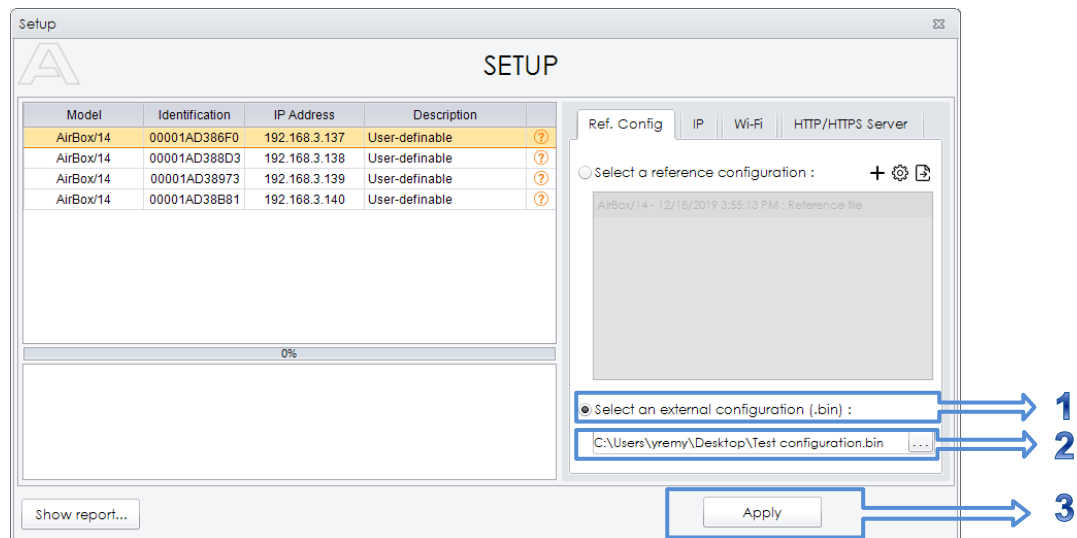 Setup
SETUP
Model Identification IP Address Description
AirBox/14 00001AD386F0 192.168.3.137 User-definable ?
AirBox/14 00001AD388D3 192.168.3.138 User-definable ?
AirBox/14 00001AD38973 192.168.3.139 User-definable ?
AirBox/14 00001AD38B81 192.168.3.140 User-definable ?
0%
Show report...
Ref. Config IP Wi-Fi HTTP/HTTPS Server
Select a reference configuration :
AirBox/14 - 12/18/2019 3:55:13 PM : Reference file
Select an external configuration (.bin) :
1
C:\Users\yremy\Desktop\Test configuration.bin ...
2
Apply
3